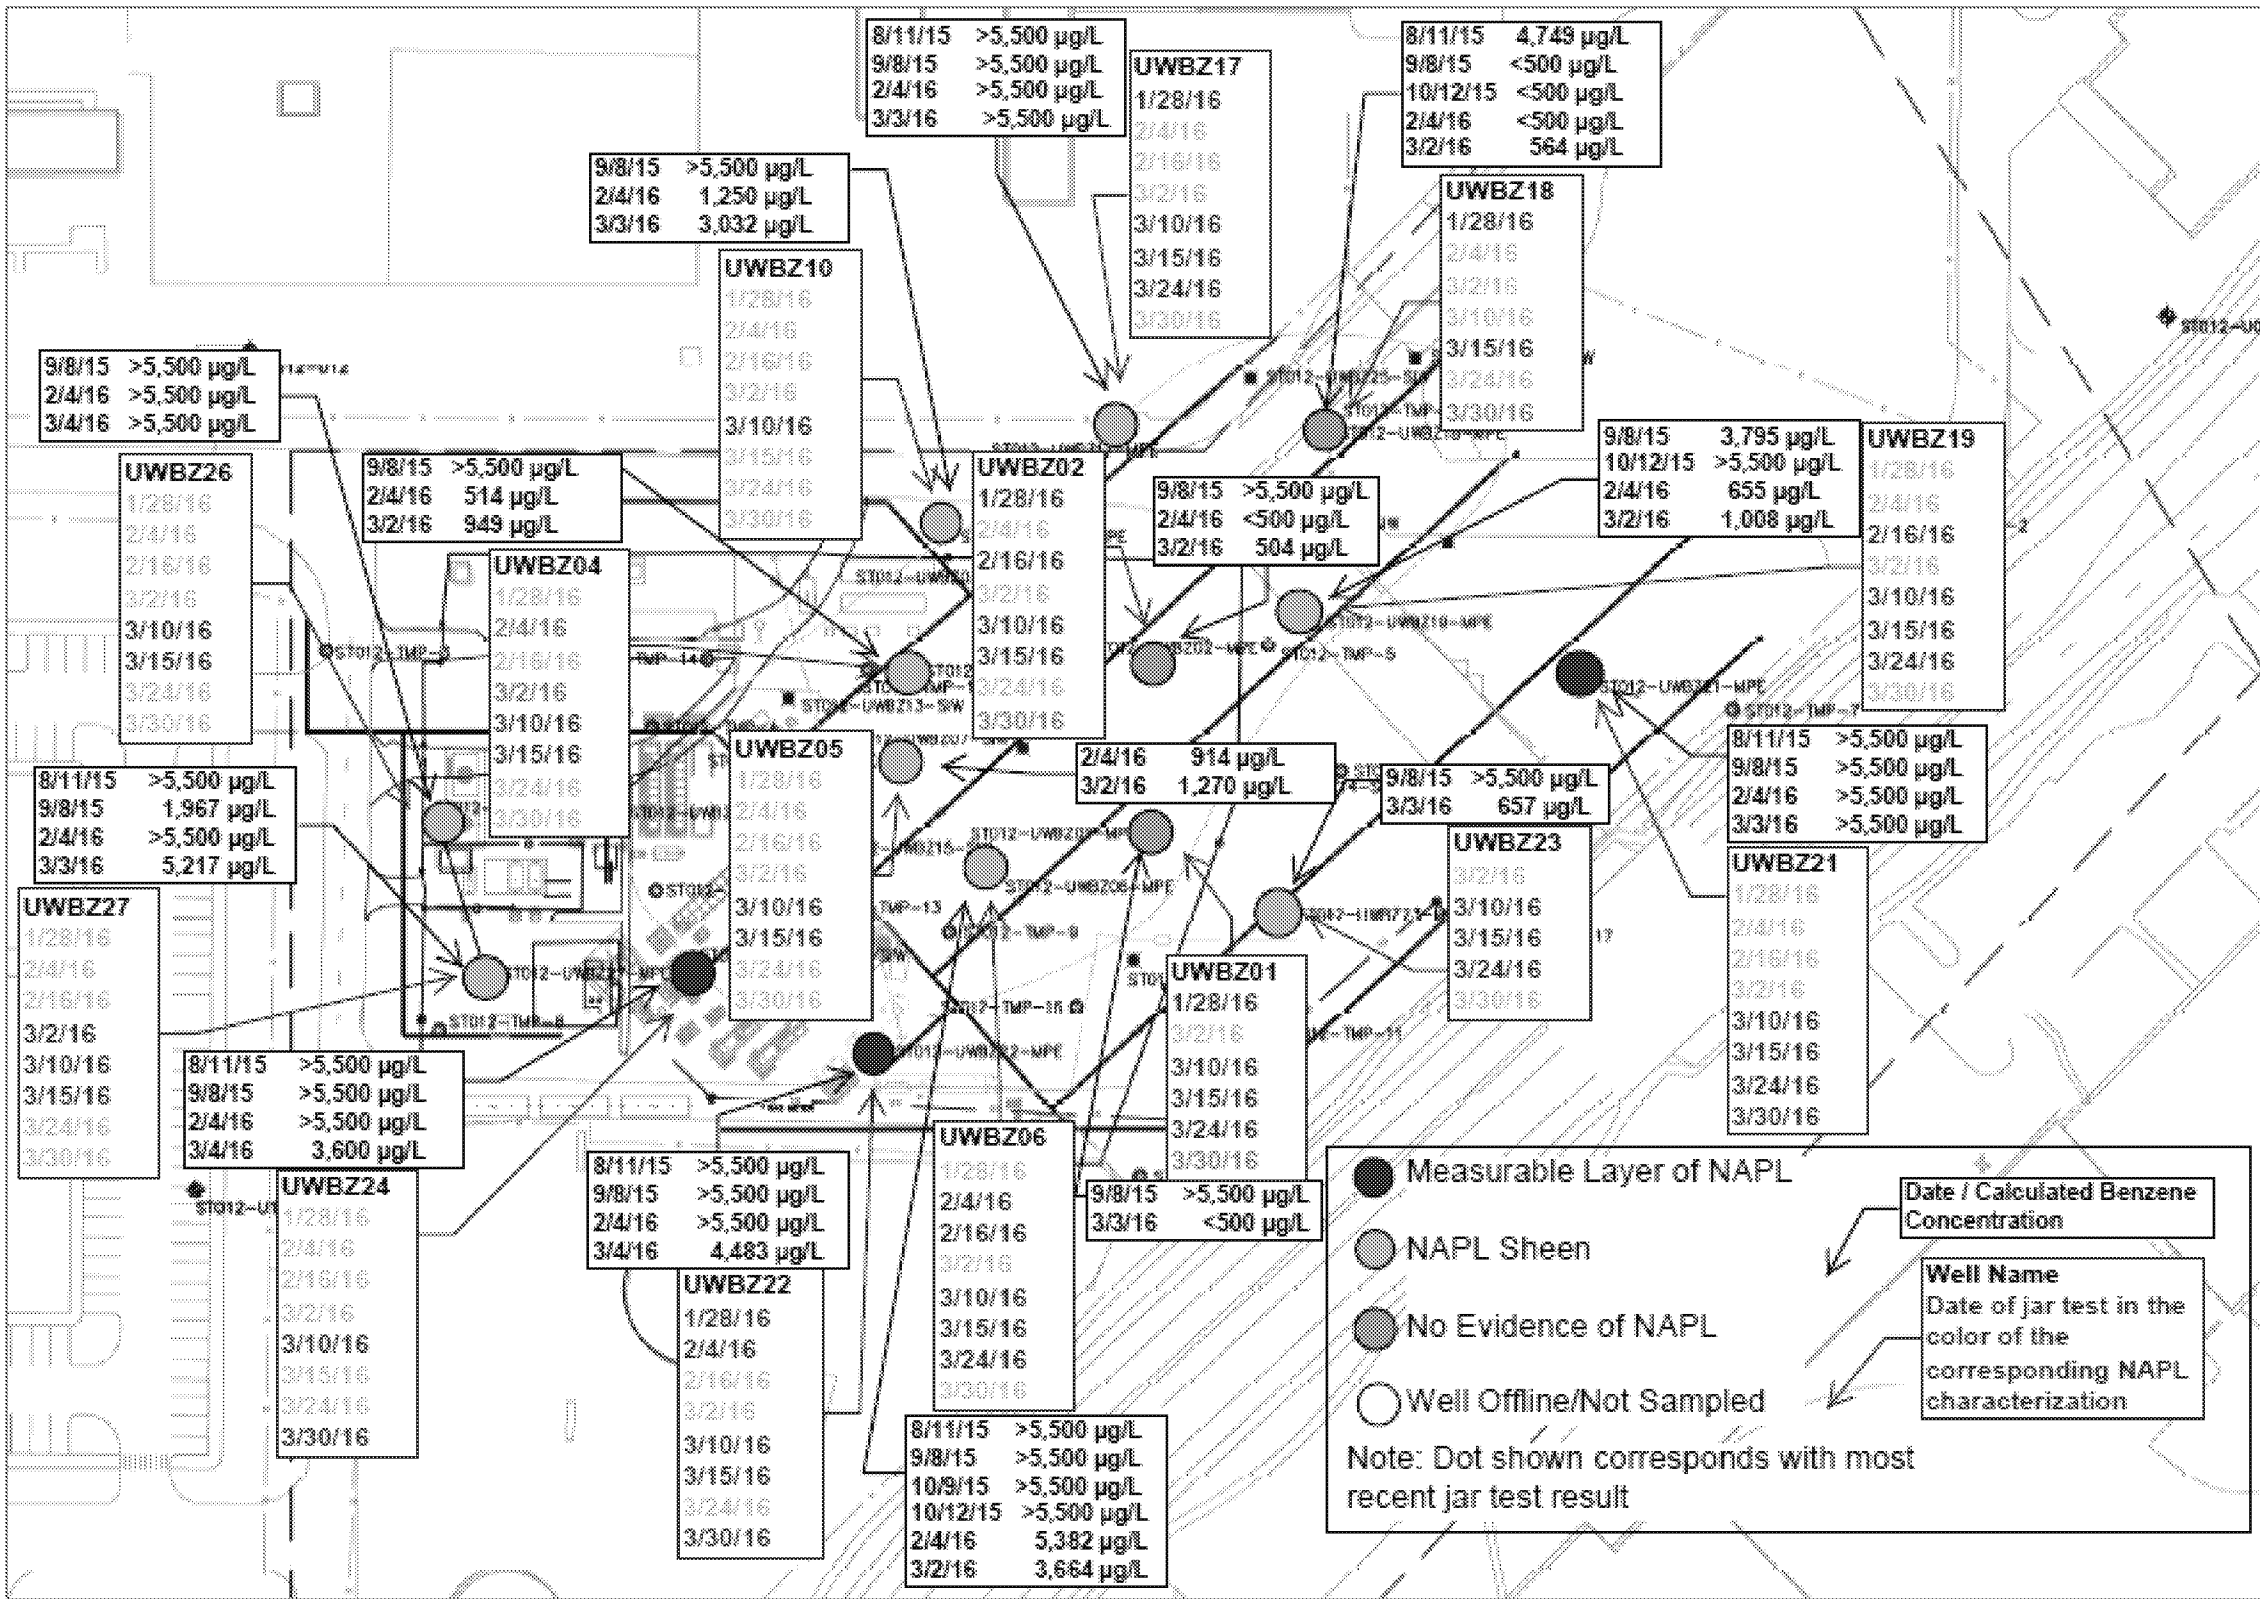 8/11/15 >5,500 µg/L
9/8/15 >5,500 µg/L
2/4/16 >5,500 µg/L
3/3/16 >5,500 µg/L
UWBZ17
1/28/16
2/4/16
2/16/16
3/2/16
3/10/16
3/15/16
3/24/16
3/30/16
8/11/15 4,749 µg/L
9/8/15 <500 µg/L
10/12/15 <500 µg/L
2/4/16 <500 µg/L
3/2/16 564 µg/L
UWBZ18
1/28/16
2/4/16
3/2/16
3/10/16
3/15/16
3/24/16
3/30/16
9/8/15 >5,500 µg/L
2/4/16 1,250 µg/L
3/3/16 3,032 µg/L
UWBZ10
1/28/16
2/4/16
2/16/16
3/2/16
3/10/16
3/15/16
3/24/16
3/30/16
9/8/15 >5,500 µg/L
2/4/16 >5,500 µg/L
3/4/16 >5,500 µg/L
UWBZ26
1/28/16
2/4/16
2/16/16
3/2/16
3/10/16
3/15/16
3/24/16
3/30/16
9/8/15 >5,500 µg/L
2/4/16 514 µg/L
3/2/16 949 µg/L
UWBZ04
1/28/16
2/4/16
2/16/16
3/2/16
3/10/16
3/15/16
3/24/16
3/30/16
UWBZ02
1/28/16
2/4/16
2/16/16
3/2/16
3/10/16
3/15/16
3/24/16
3/30/16
9/8/15 >5,500 µg/L
2/4/16 <500 µg/L
3/2/16 504 µg/L
9/8/15 3,795 µg/L
10/12/15 >5,500 µg/L
2/4/16 655 µg/L
3/2/16 1,008 µg/L
UWBZ19
1/28/16
2/4/16
2/16/16
3/2/16
3/10/16
3/15/16
3/24/16
3/30/16
ST012-TMP-5
ST012-UWBZ19-MPE
ST012-UWBZ21-MPE
ST012-TMP-7
ST012-UWBZ13-SIW
UWBZ05
1/28/16
2/4/16
2/16/16
3/2/16
3/10/16
3/15/16
3/24/16
3/30/16
2/4/16 914 µg/L
3/2/16 1,270 µg/L
9/8/15 >5,500 µg/L
3/3/16 657 µg/L
UWBZ23
3/2/16
3/10/16
3/15/16
3/24/16
3/30/16
8/11/15 >5,500 µg/L
9/8/15 >5,500 µg/L
2/4/16 >5,500 µg/L
3/3/16 >5,500 µg/L
UWBZ21
1/28/16
2/4/16
2/16/16
3/2/16
3/10/16
3/15/16
3/24/16
3/30/16
8/11/15 >5,500 µg/L
9/8/15 1,967 µg/L
2/4/16 >5,500 µg/L
3/3/16 5,217 µg/L
UWBZ27
1/28/16
2/4/16
2/16/16
3/2/16
3/10/16
3/15/16
3/24/16
3/30/16
ST012-UWBZ06-MPE
ST012-TMP-9
ST012-TMP-15
ST012-UWBZ22-MPE
ST012-TMP-8
UWBZ01
1/28/16
3/2/16
3/10/16
3/15/16
3/24/16
3/30/16
9/8/15 >5,500 µg/L
3/3/16 <500 µg/L
8/11/15 >5,500 µg/L
9/8/15 >5,500 µg/L
2/4/16 >5,500 µg/L
3/4/16 3,600 µg/L
UWBZ24
1/28/16
2/4/16
2/16/16
3/2/16
3/10/16
3/15/16
3/24/16
3/30/16
8/11/15 >5,500 µg/L
9/8/15 >5,500 µg/L
2/4/16 >5,500 µg/L
3/4/16 4,483 µg/L
UWBZ22
1/28/16
2/4/16
2/16/16
3/2/16
3/10/16
3/15/16
3/24/16
3/30/16
UWBZ06
1/28/16
2/4/16
2/16/16
3/2/16
3/10/16
3/15/16
3/24/16
3/30/16
8/11/15 >5,500 µg/L
9/8/15 >5,500 µg/L
10/9/15 >5,500 µg/L
10/12/15 >5,500 µg/L
2/4/16 5,382 µg/L
3/2/16 3,664 µg/L
Measurable Layer of NAPL
NAPL Sheen
No Evidence of NAPL
Well Offline/Not Sampled
Note: Dot shown corresponds with most
recent jar test result
Date / Calculated Benzene
Concentration
Well Name
Date of jar test in the
color of the
corresponding NAPL
characterization